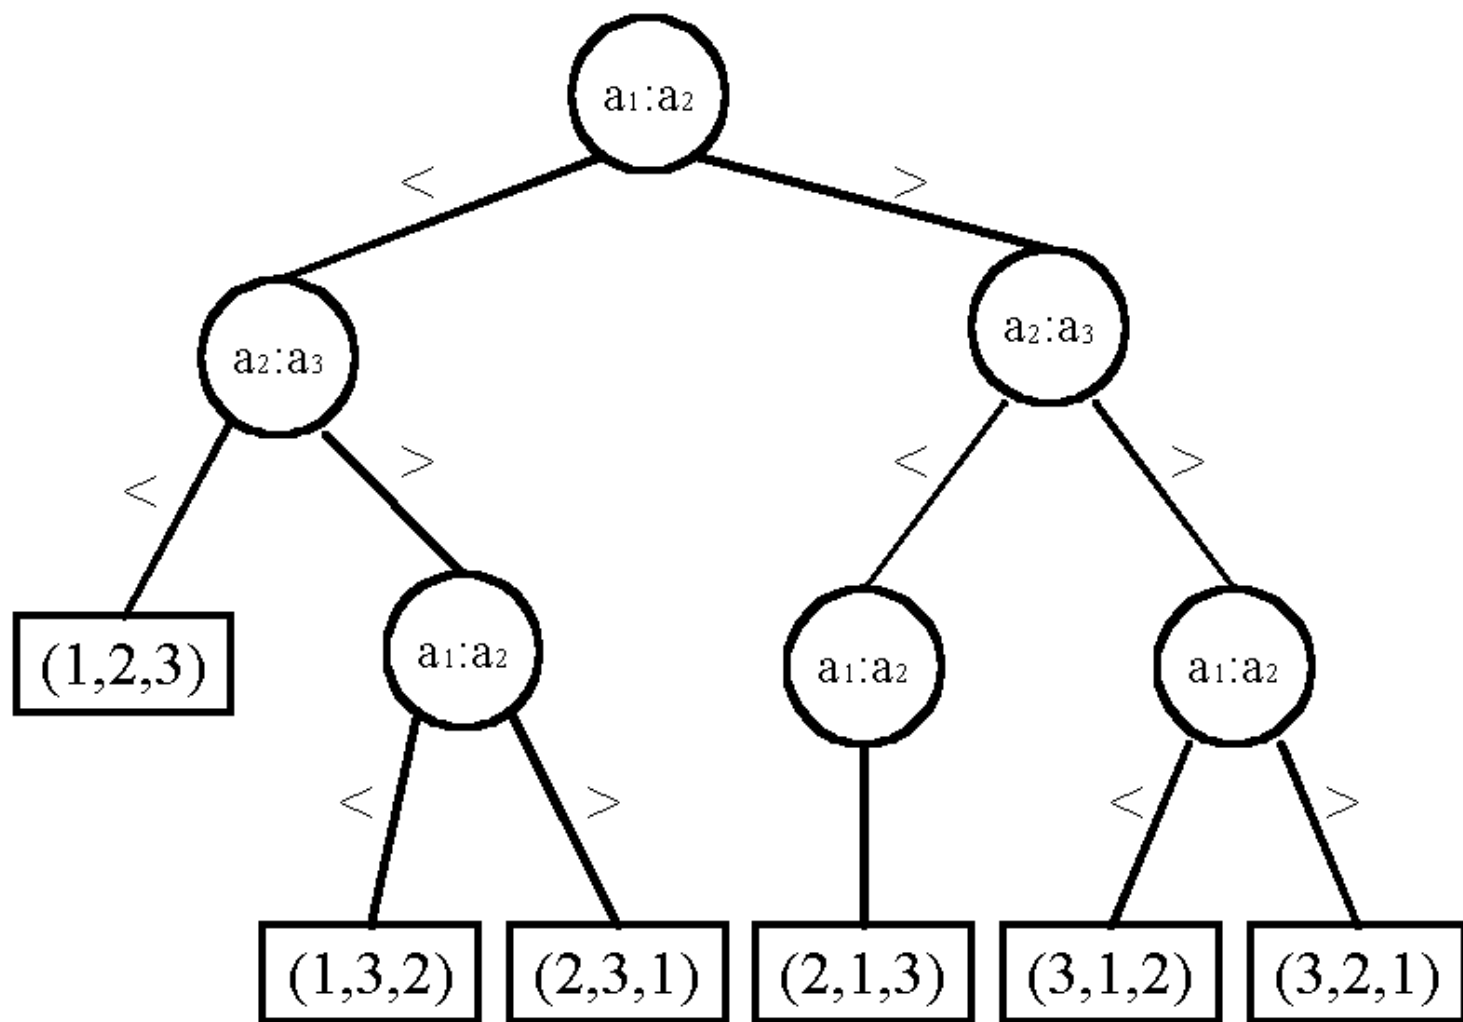 a₁:a₂
<
>
a₂:a₃
a₂:a₃
<
>
<
>
(1,2,3)
a₁:a₂
a₁:a₂
a₁:a₂
<
>
<
>
(1,3,2)
(2,3,1)
(2,1,3)
(3,1,2)
(3,2,1)